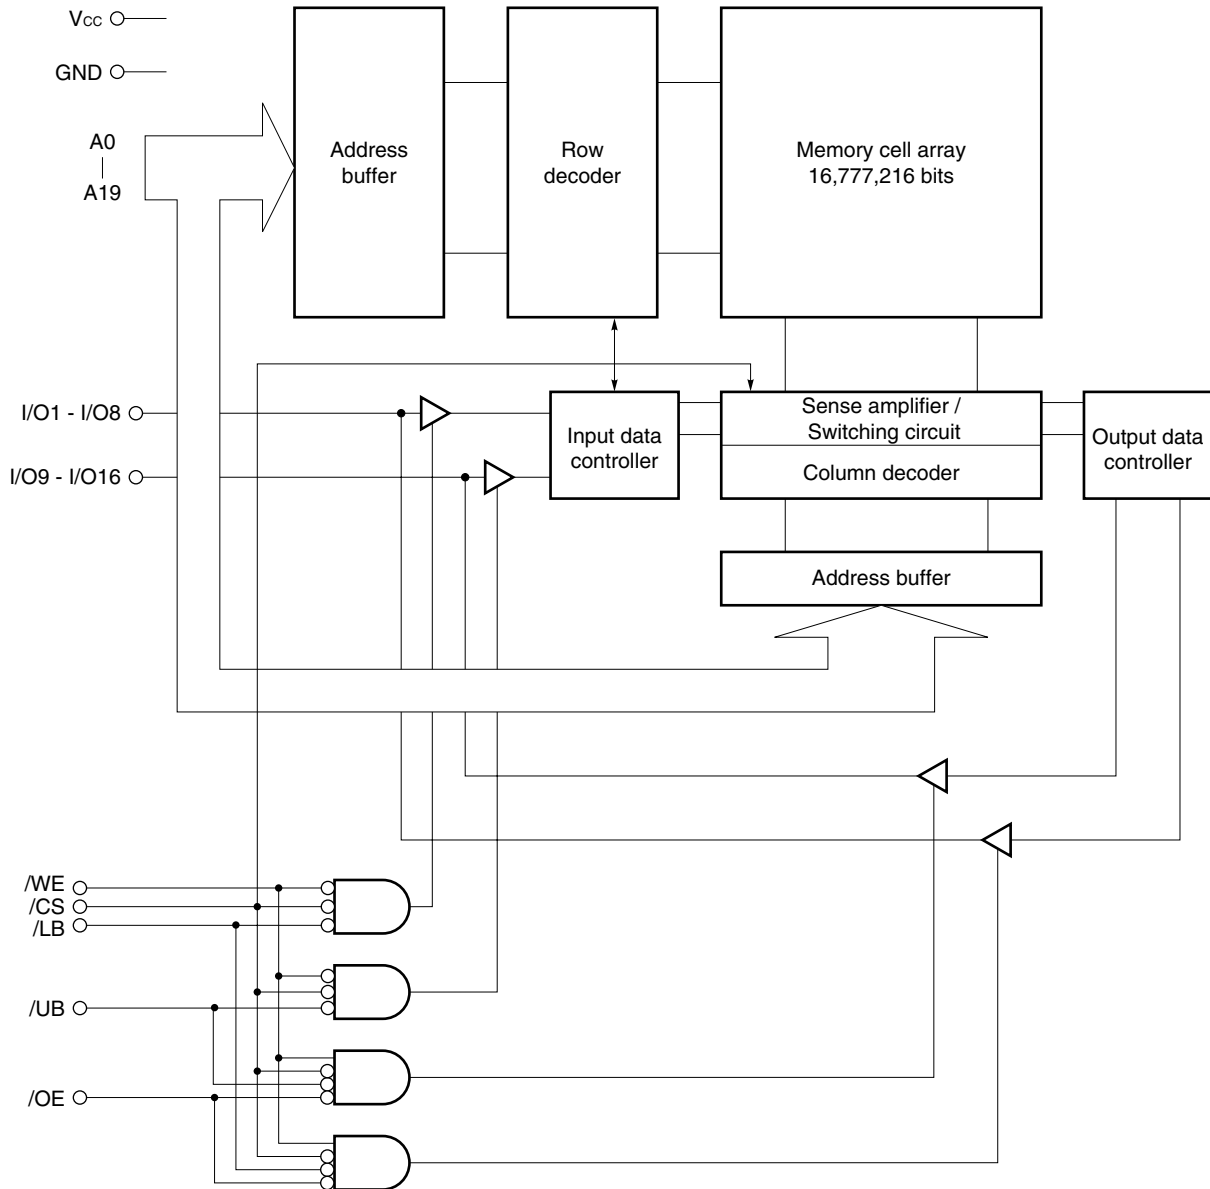 VCC
GND
A0
A19
Address
buffer
Row
decoder
Memory cell array
16,777,216 bits
I/O1 - I/O8
I/O9 - I/O16
Input data
controller
Sense amplifier /
Switching circuit
Column decoder
Output data
controller
Address buffer
/WE
/CS
/LB
/UB
/OE